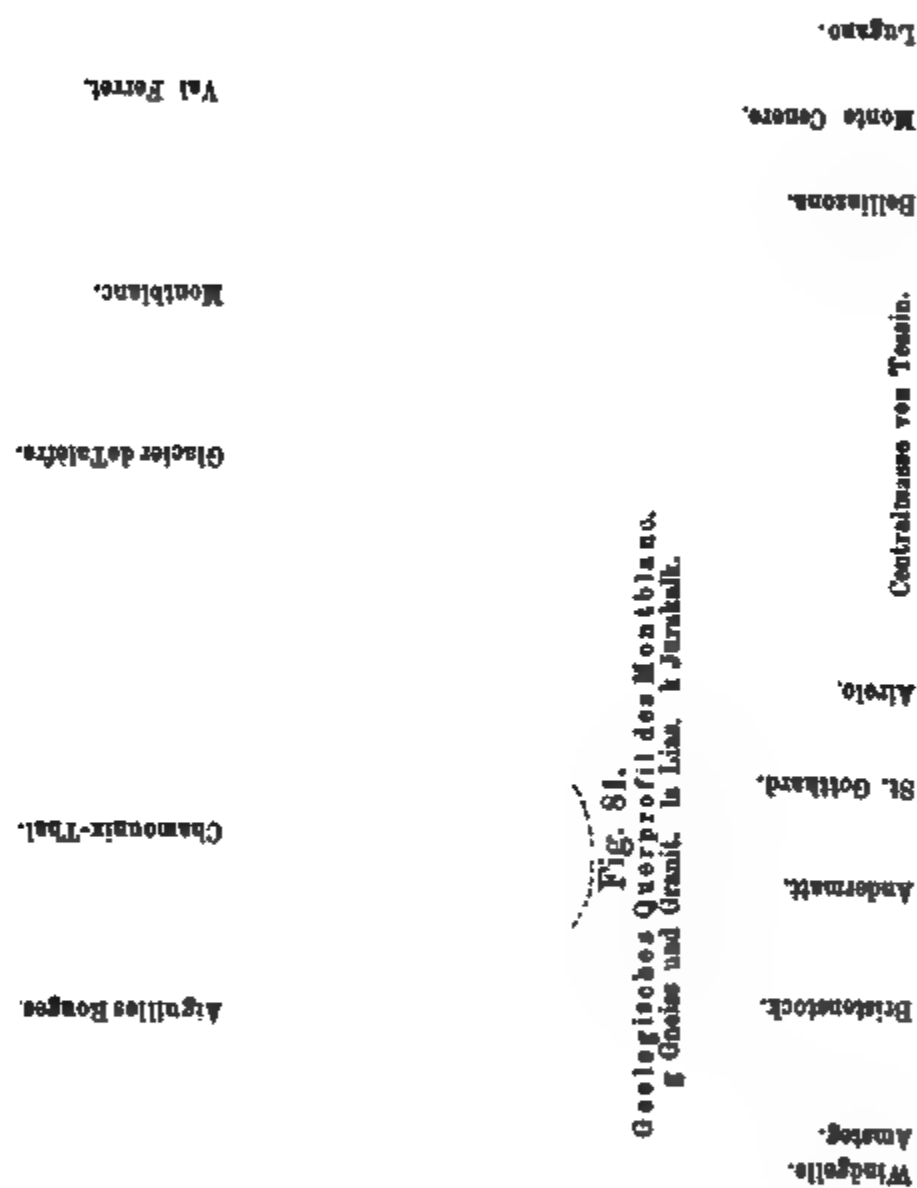 Aiguilles Rouges
Chamounix-Thal.
Glacier de Talèfre.
Montblanc.
Val Ferret.
Fig. 81.
Geologisches Querprofil des Montblanc.
g Gneiss und Granit. la Lias. k Jurakalk.
Windgelle.
Amsteg.
Bristenstock.
Andermatt.
St. Gotthard.
Airolo.
Centralmasse von Tessin.
Bellinzona.
Monte Cenere.
Lugano.